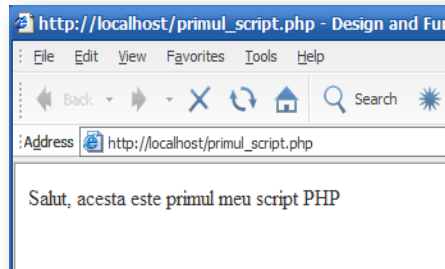 http://localhost/primul_script.php - Design and Fu
File Edit View Favorites Tools Help
Back Search
Address http://localhost/primul_script.php
Salut, acesta este primul meu script PHP